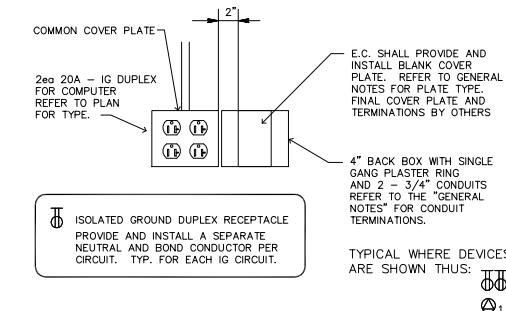 2"
COMMON COVER PLATE
2ea 20A – IG DUPLEX
FOR COMPUTER
REFER TO PLAN
FOR TYPE.
E.C. SHALL PROVIDE AND
INSTALL BLANK COVER
PLATE. REFER TO GENERAL
NOTES FOR PLATE TYPE.
FINAL COVER PLATE AND
TERMINATIONS BY OTHERS
4" BACK BOX WITH SINGLE
GANG PLASTER RING
AND 2 – 3/4" CONDUITS
REFER TO THE "GENERAL
NOTES" FOR CONDUIT
TERMINATIONS.
ISOLATED GROUND DUPLEX RECEPTACLE
PROVIDE AND INSTALL A SEPARATE
NEUTRAL AND BOND CONDUCTOR PER
CIRCUIT. TYP. FOR EACH IG CIRCUIT.
TYPICAL WHERE DEVICES
ARE SHOWN THUS:
1